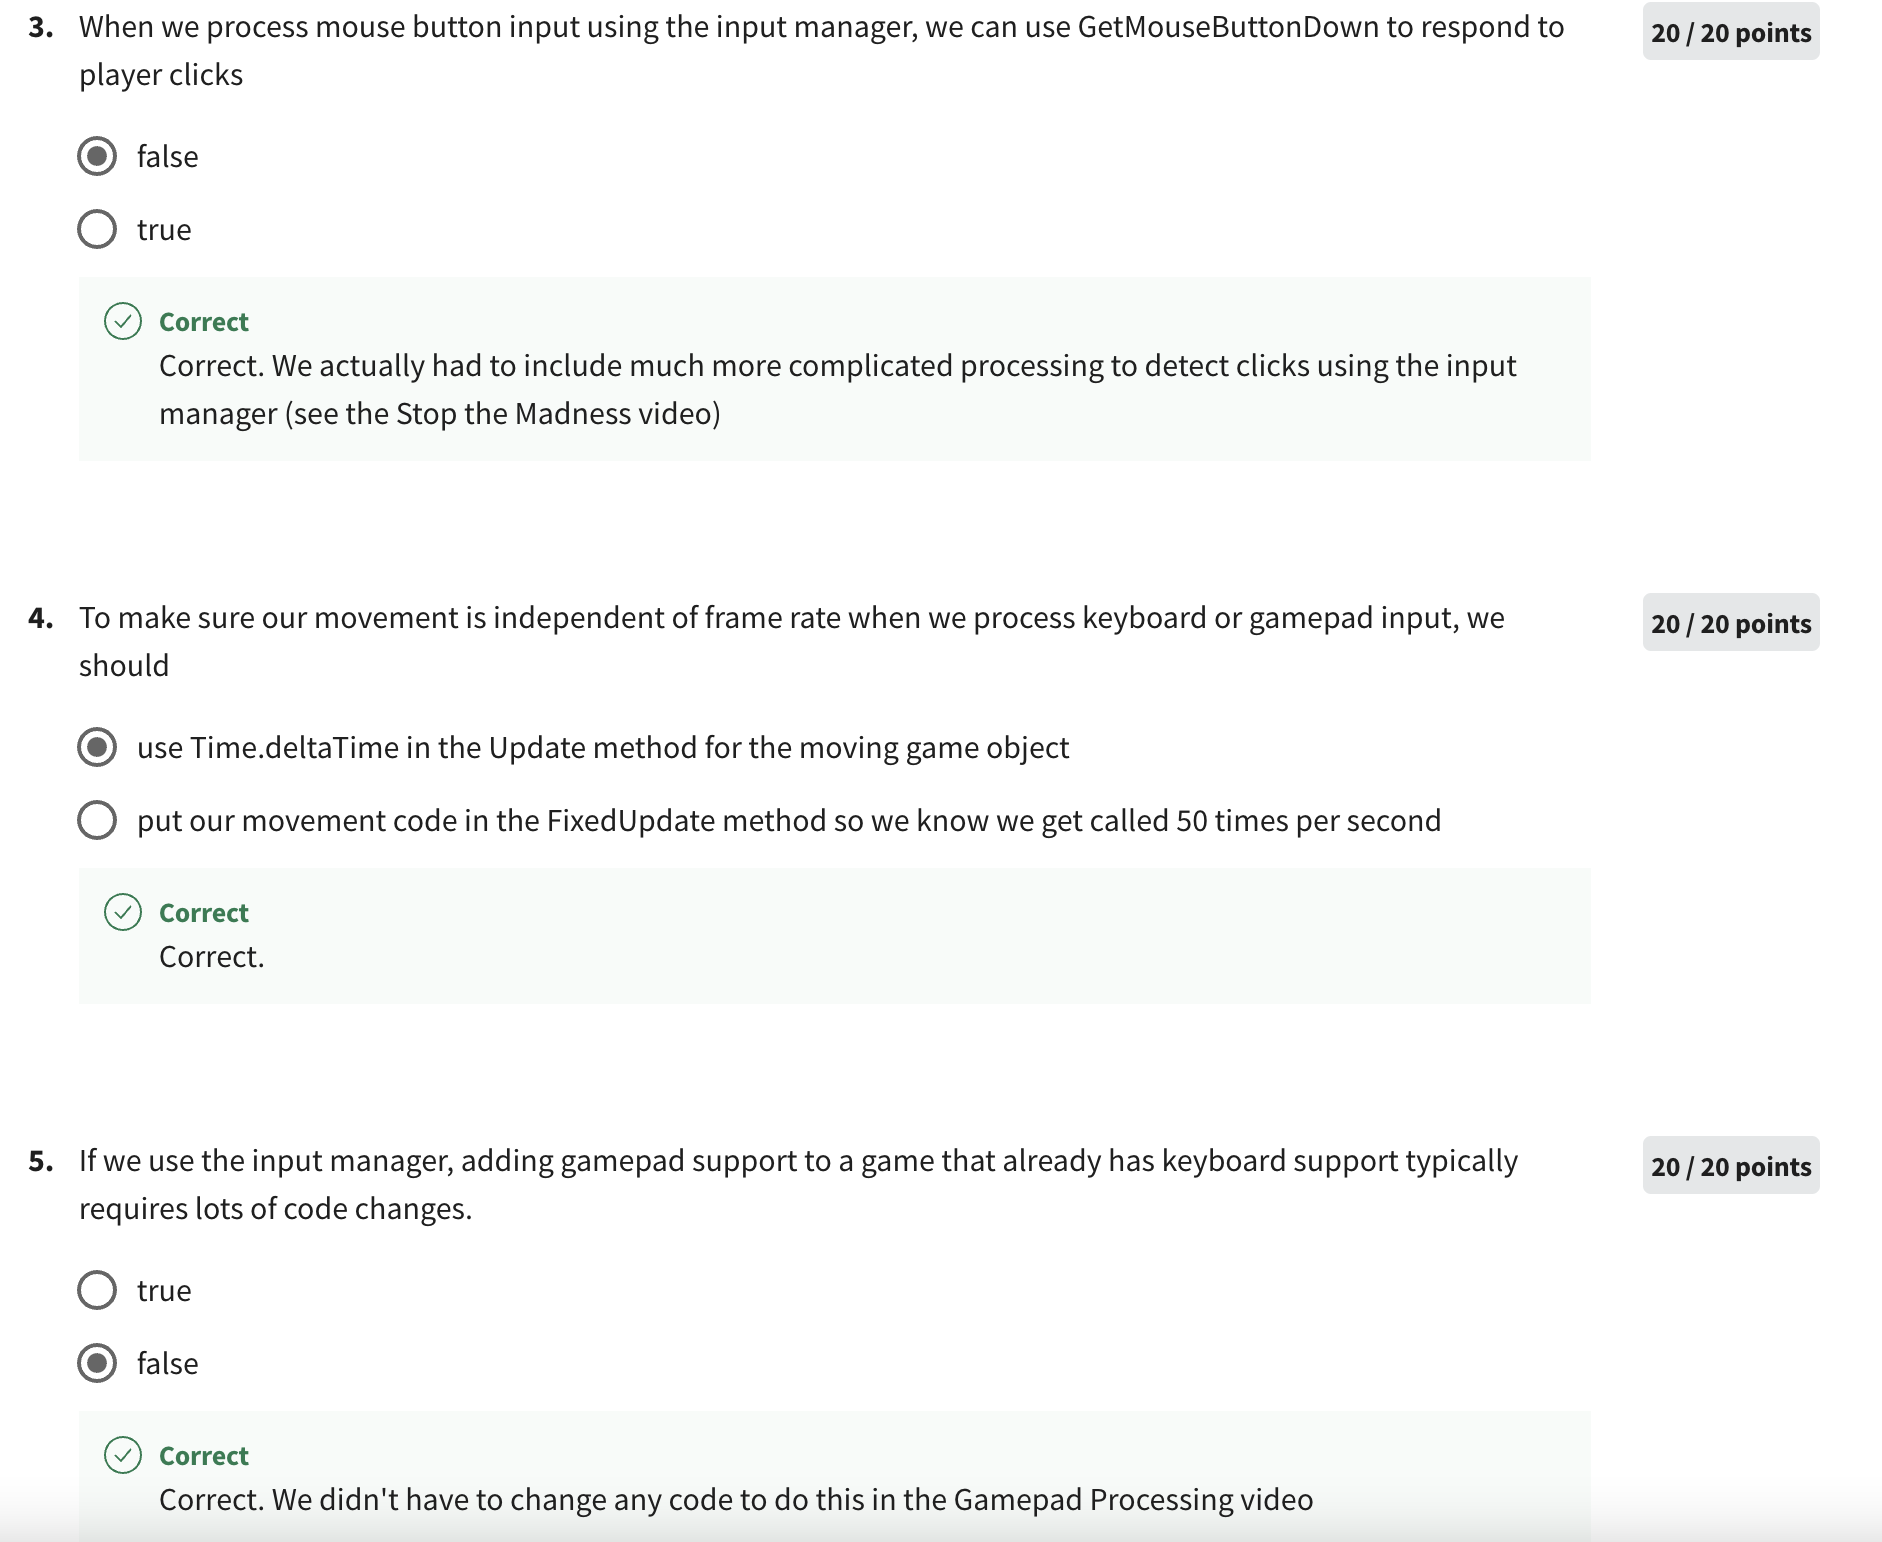 3. When we process mouse button input using the input manager, we can use GetMouseButtonDown to respond to
player clicks
20 / 20 points
false
true
Correct
Correct. We actually had to include much more complicated processing to detect clicks using the input
manager (see the Stop the Madness video)
4. To make sure our movement is independent of frame rate when we process keyboard or gamepad input, we
should
20 / 20 points
use Time.deltaTime in the Update method for the moving game object
put our movement code in the FixedUpdate method so we know we get called 50 times per second
Correct
Correct.
5. If we use the input manager, adding gamepad support to a game that already has keyboard support typically
requires lots of code changes.
20 / 20 points
true
false
Correct
Correct. We didn't have to change any code to do this in the Gamepad Processing video